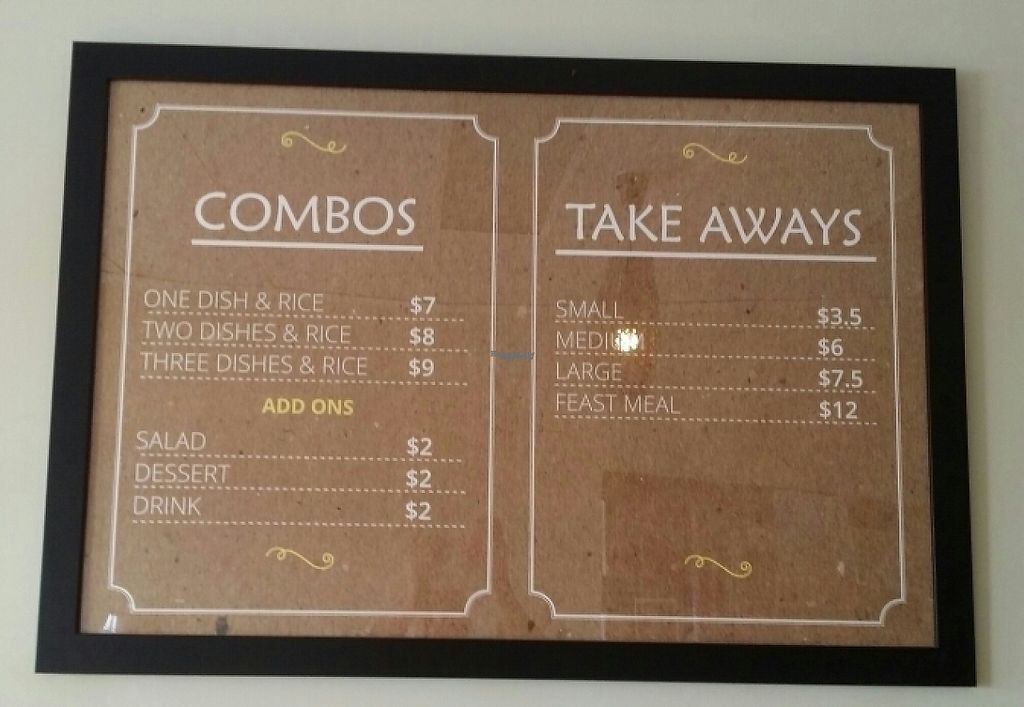 COMBOS
ONE DISH & RICE $7
TWO DISHES & RICE $8
THREE DISHES & RICE $9
ADD ONS
SALAD $2
DESSERT $2
DRINK $2
TAKE AWAYS
SMALL $3.5
MEDIUM $6
LARGE $7.5
FEAST MEAL $12